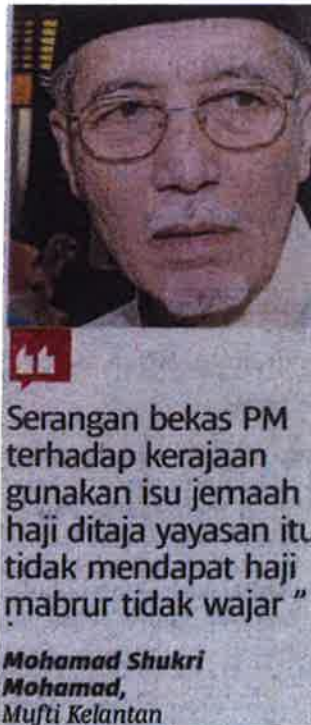 “
Serangan bekas PM
terhadap kerajaan
gunakan isu jemaah
haji ditaja yayasan itu
tidak mendapat haji
mabrur tidak wajar ”
Mohamad Shukri
Mohamad,
Mufti Kelantan